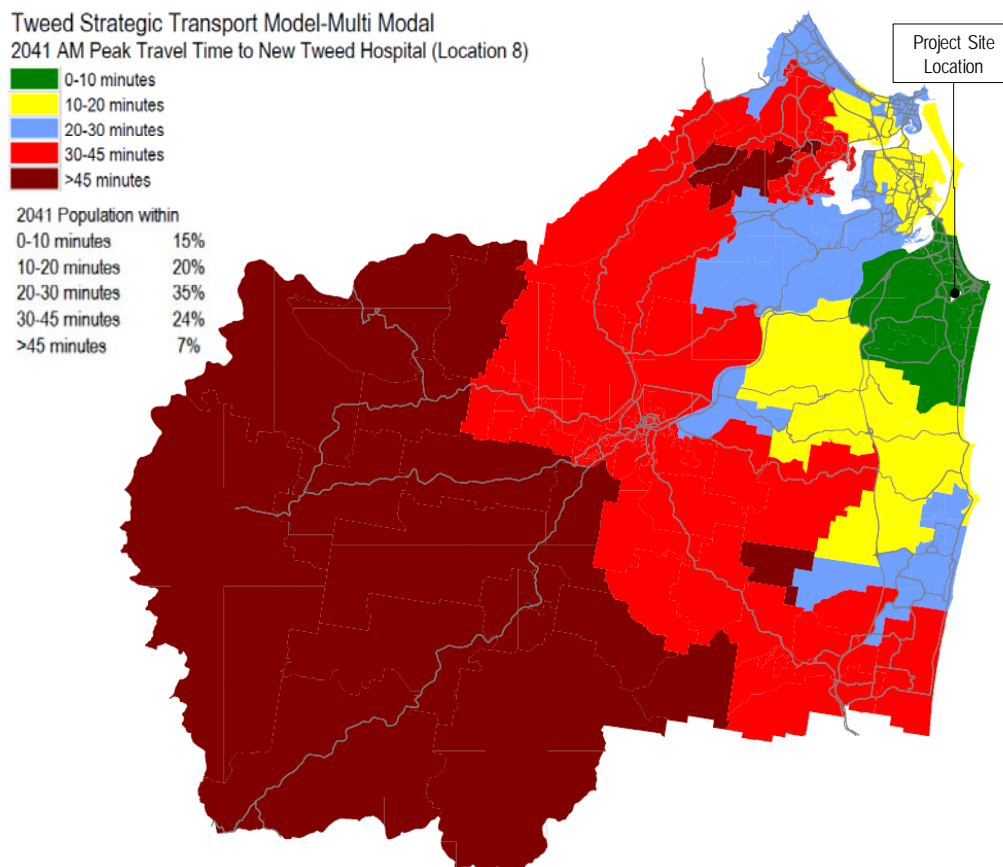 Tweed Strategic Transport Model-Multi Modal
2041 AM Peak Travel Time to New Tweed Hospital (Location 8)
0-10 minutes
10-20 minutes
20-30 minutes
30-45 minutes
>45 minutes
2041 Population within
0-10 minutes 15%
10-20 minutes 20%
20-30 minutes 35%
30-45 minutes 24%
>45 minutes 7%
Project Site
Location